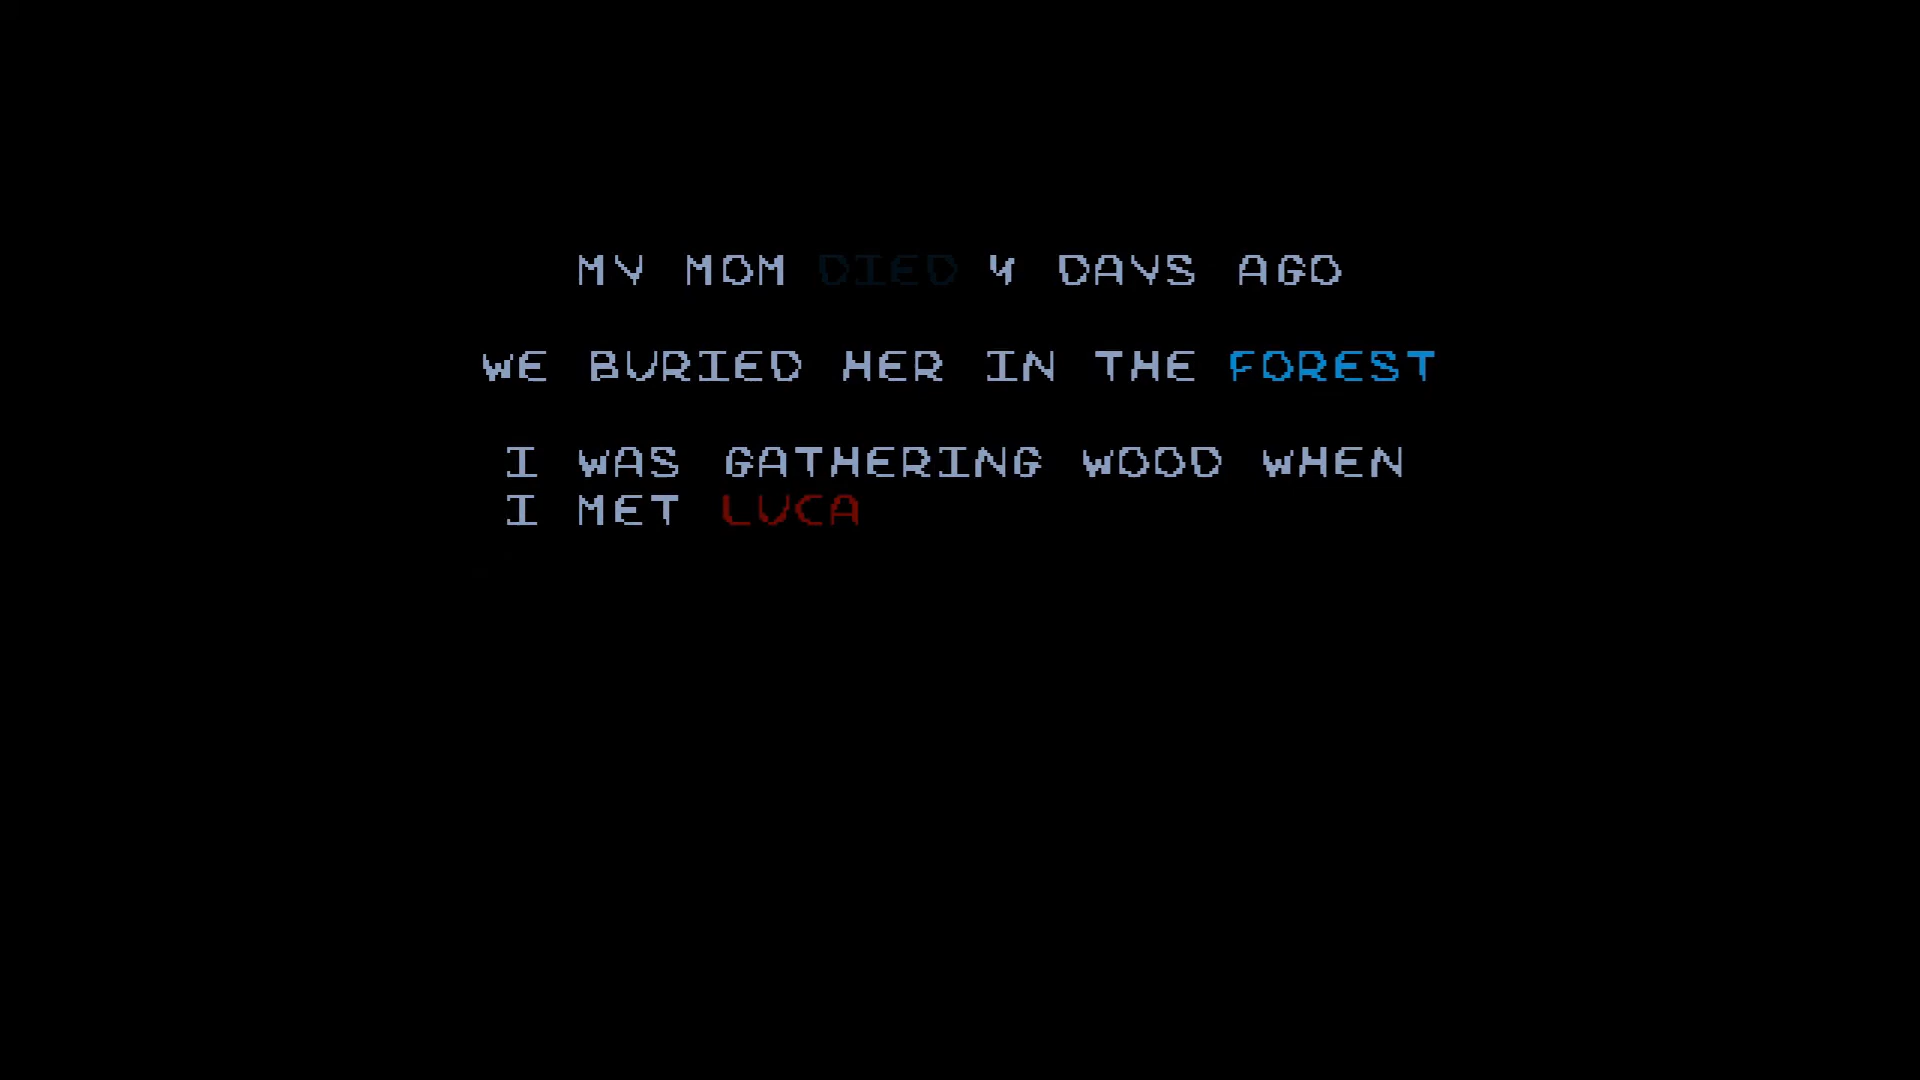 MY MOM DIED 4 DAYS AGO
WE BURIED HER IN THE FOREST
I WAS GATHERING WOOD WHEN
I MET LUCA